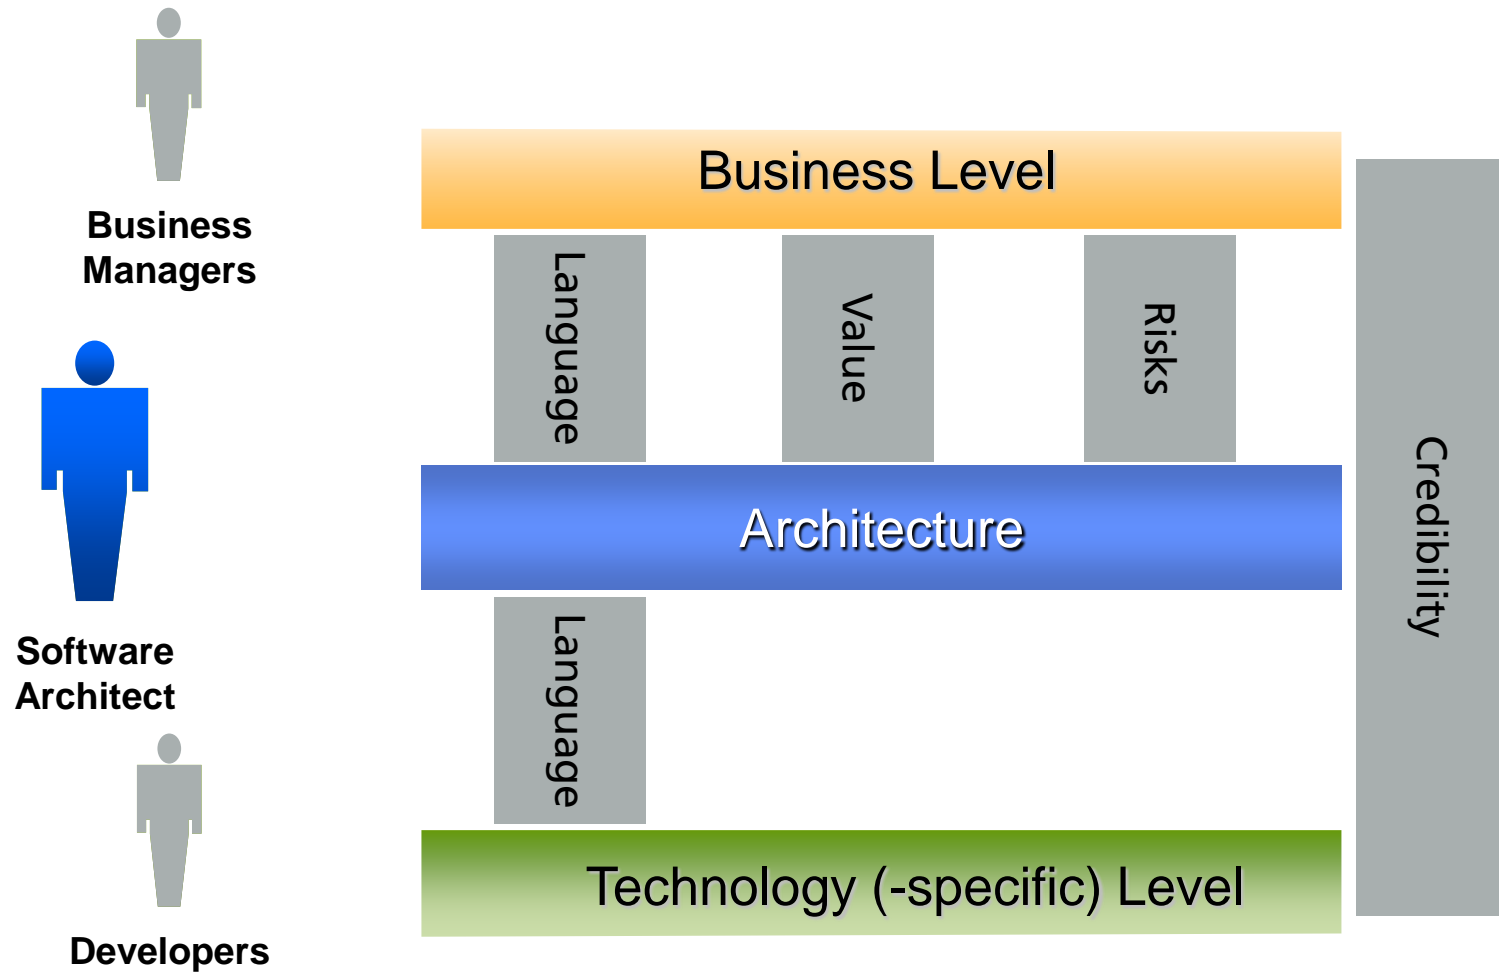 Business
Managers
Business Level
Language
Value
Risks
Credibility
Software
Architect
Architecture
Language
Technology (-specific) Level
Developers